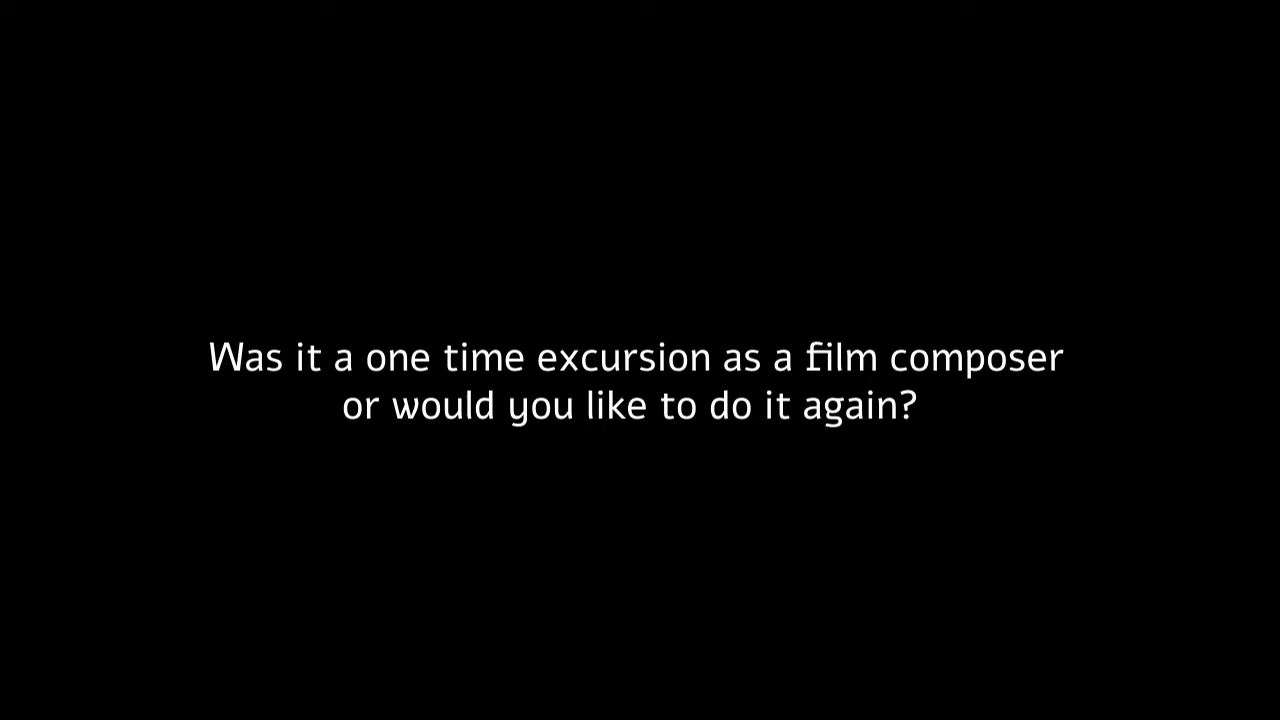 Was it a one time excursion as a film composer
or would you like to do it again?